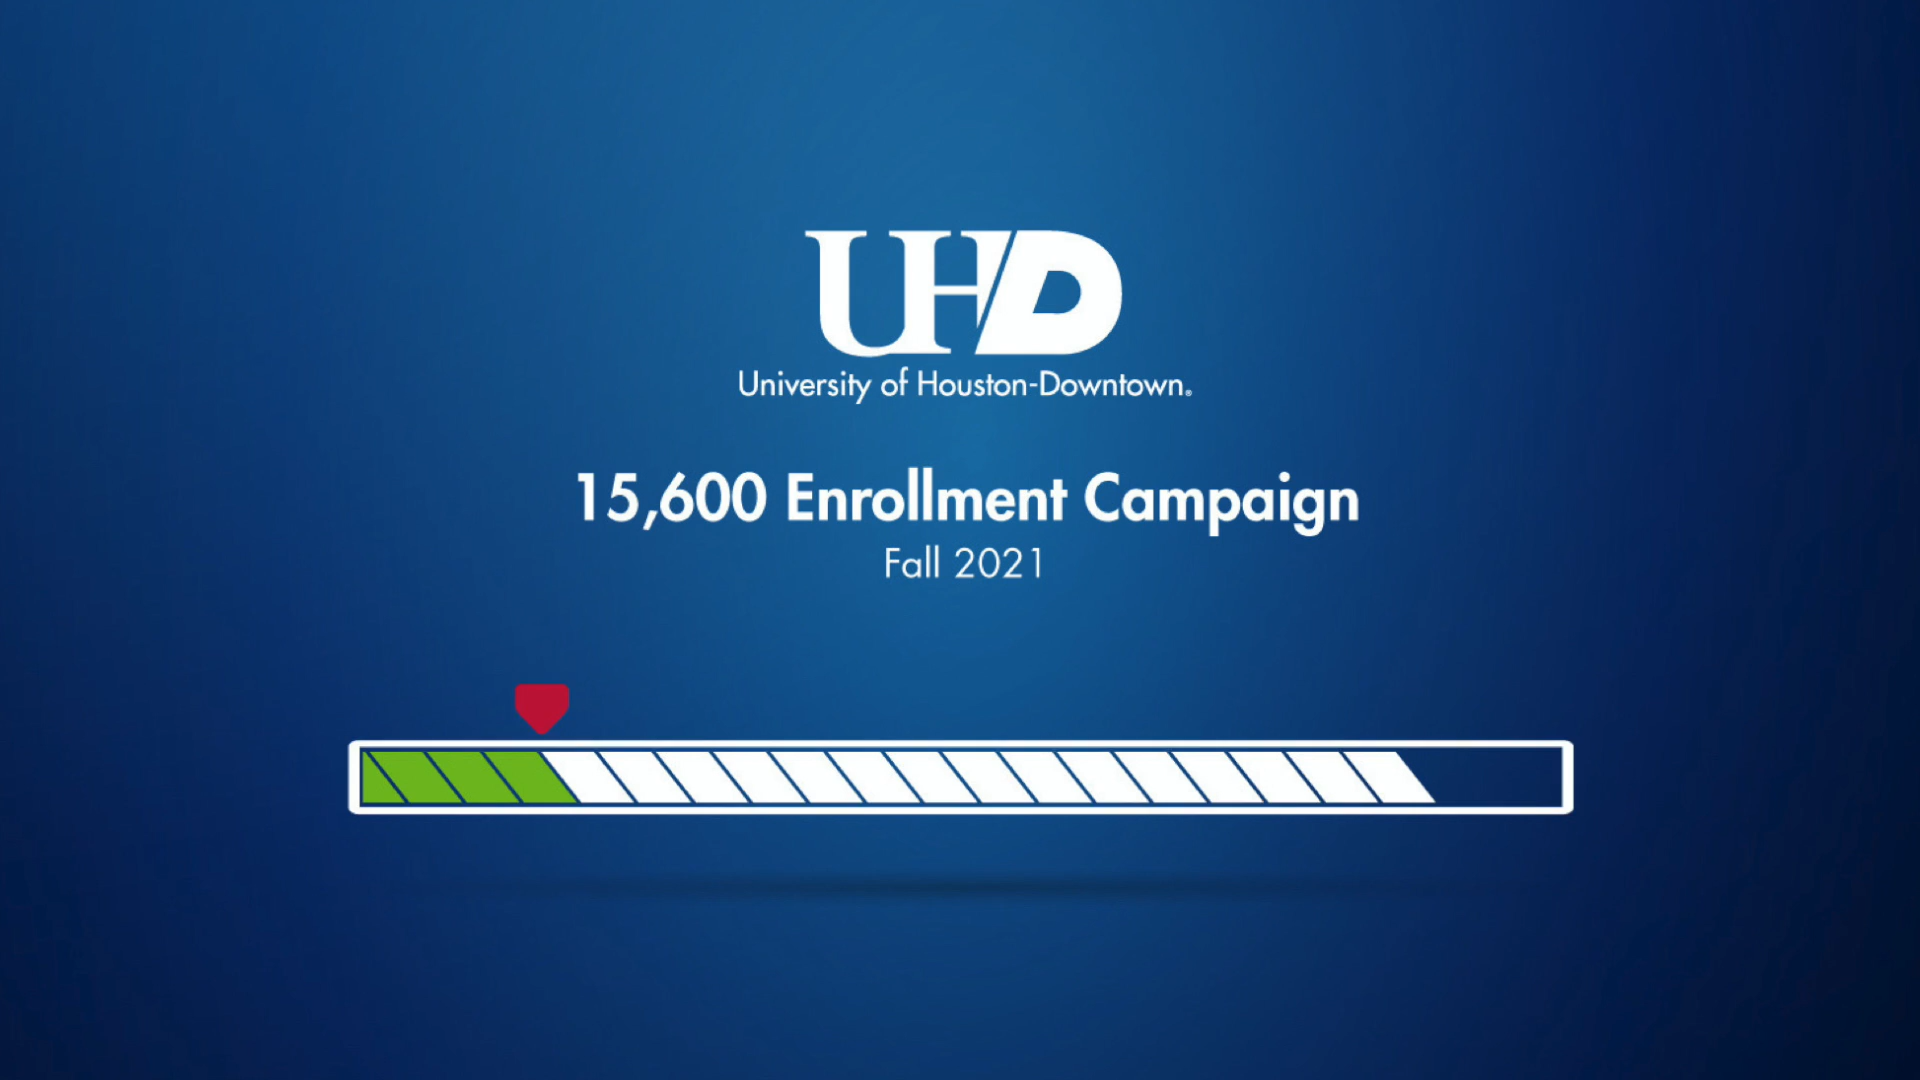 UHD
University of Houston-Downtown®
15,600 Enrollment Campaign
Fall 2021